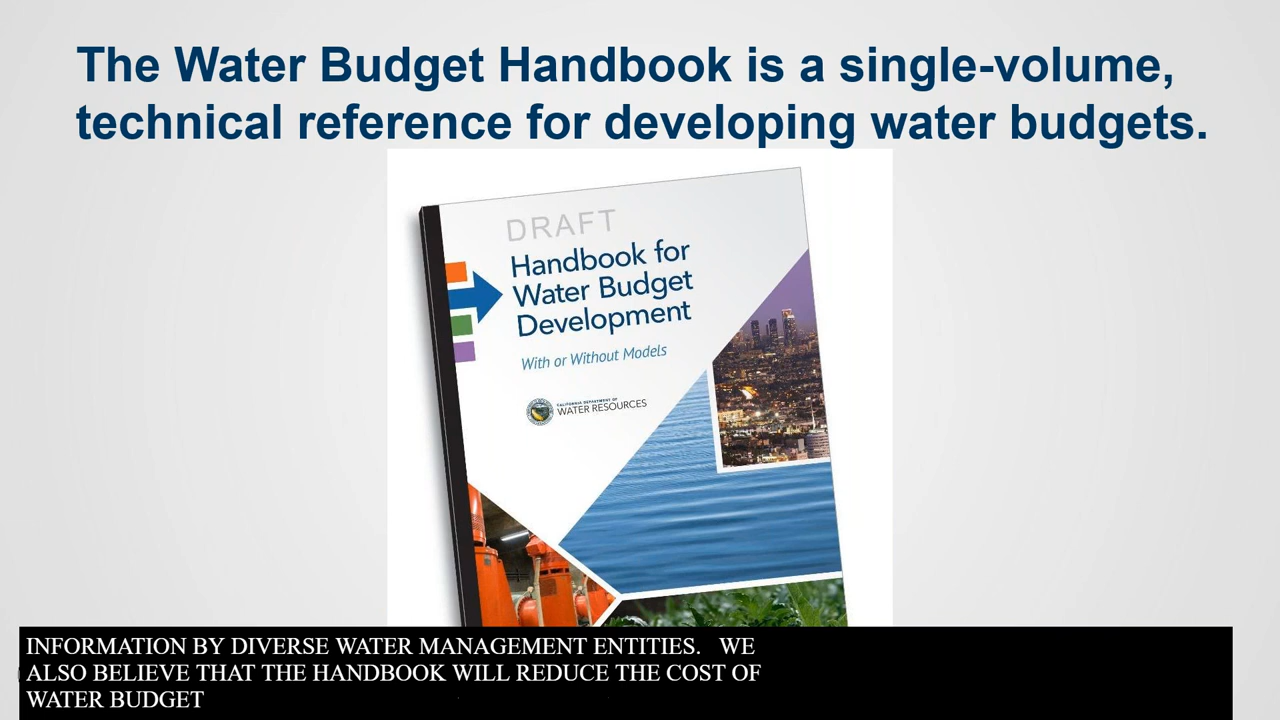 The Water Budget Handbook is a single-volume,
technical reference for developing water budgets.
DRAFT
Handbook for
Water Budget
Development
With or Without Models
CALIFORNIA DEPARTMENT OF
WATER RESOURCES
INFORMATION BY DIVERSE WATER MANAGEMENT ENTITIES. WE
ALSO BELIEVE THAT THE HANDBOOK WILL REDUCE THE COST OF
WATER BUDGET